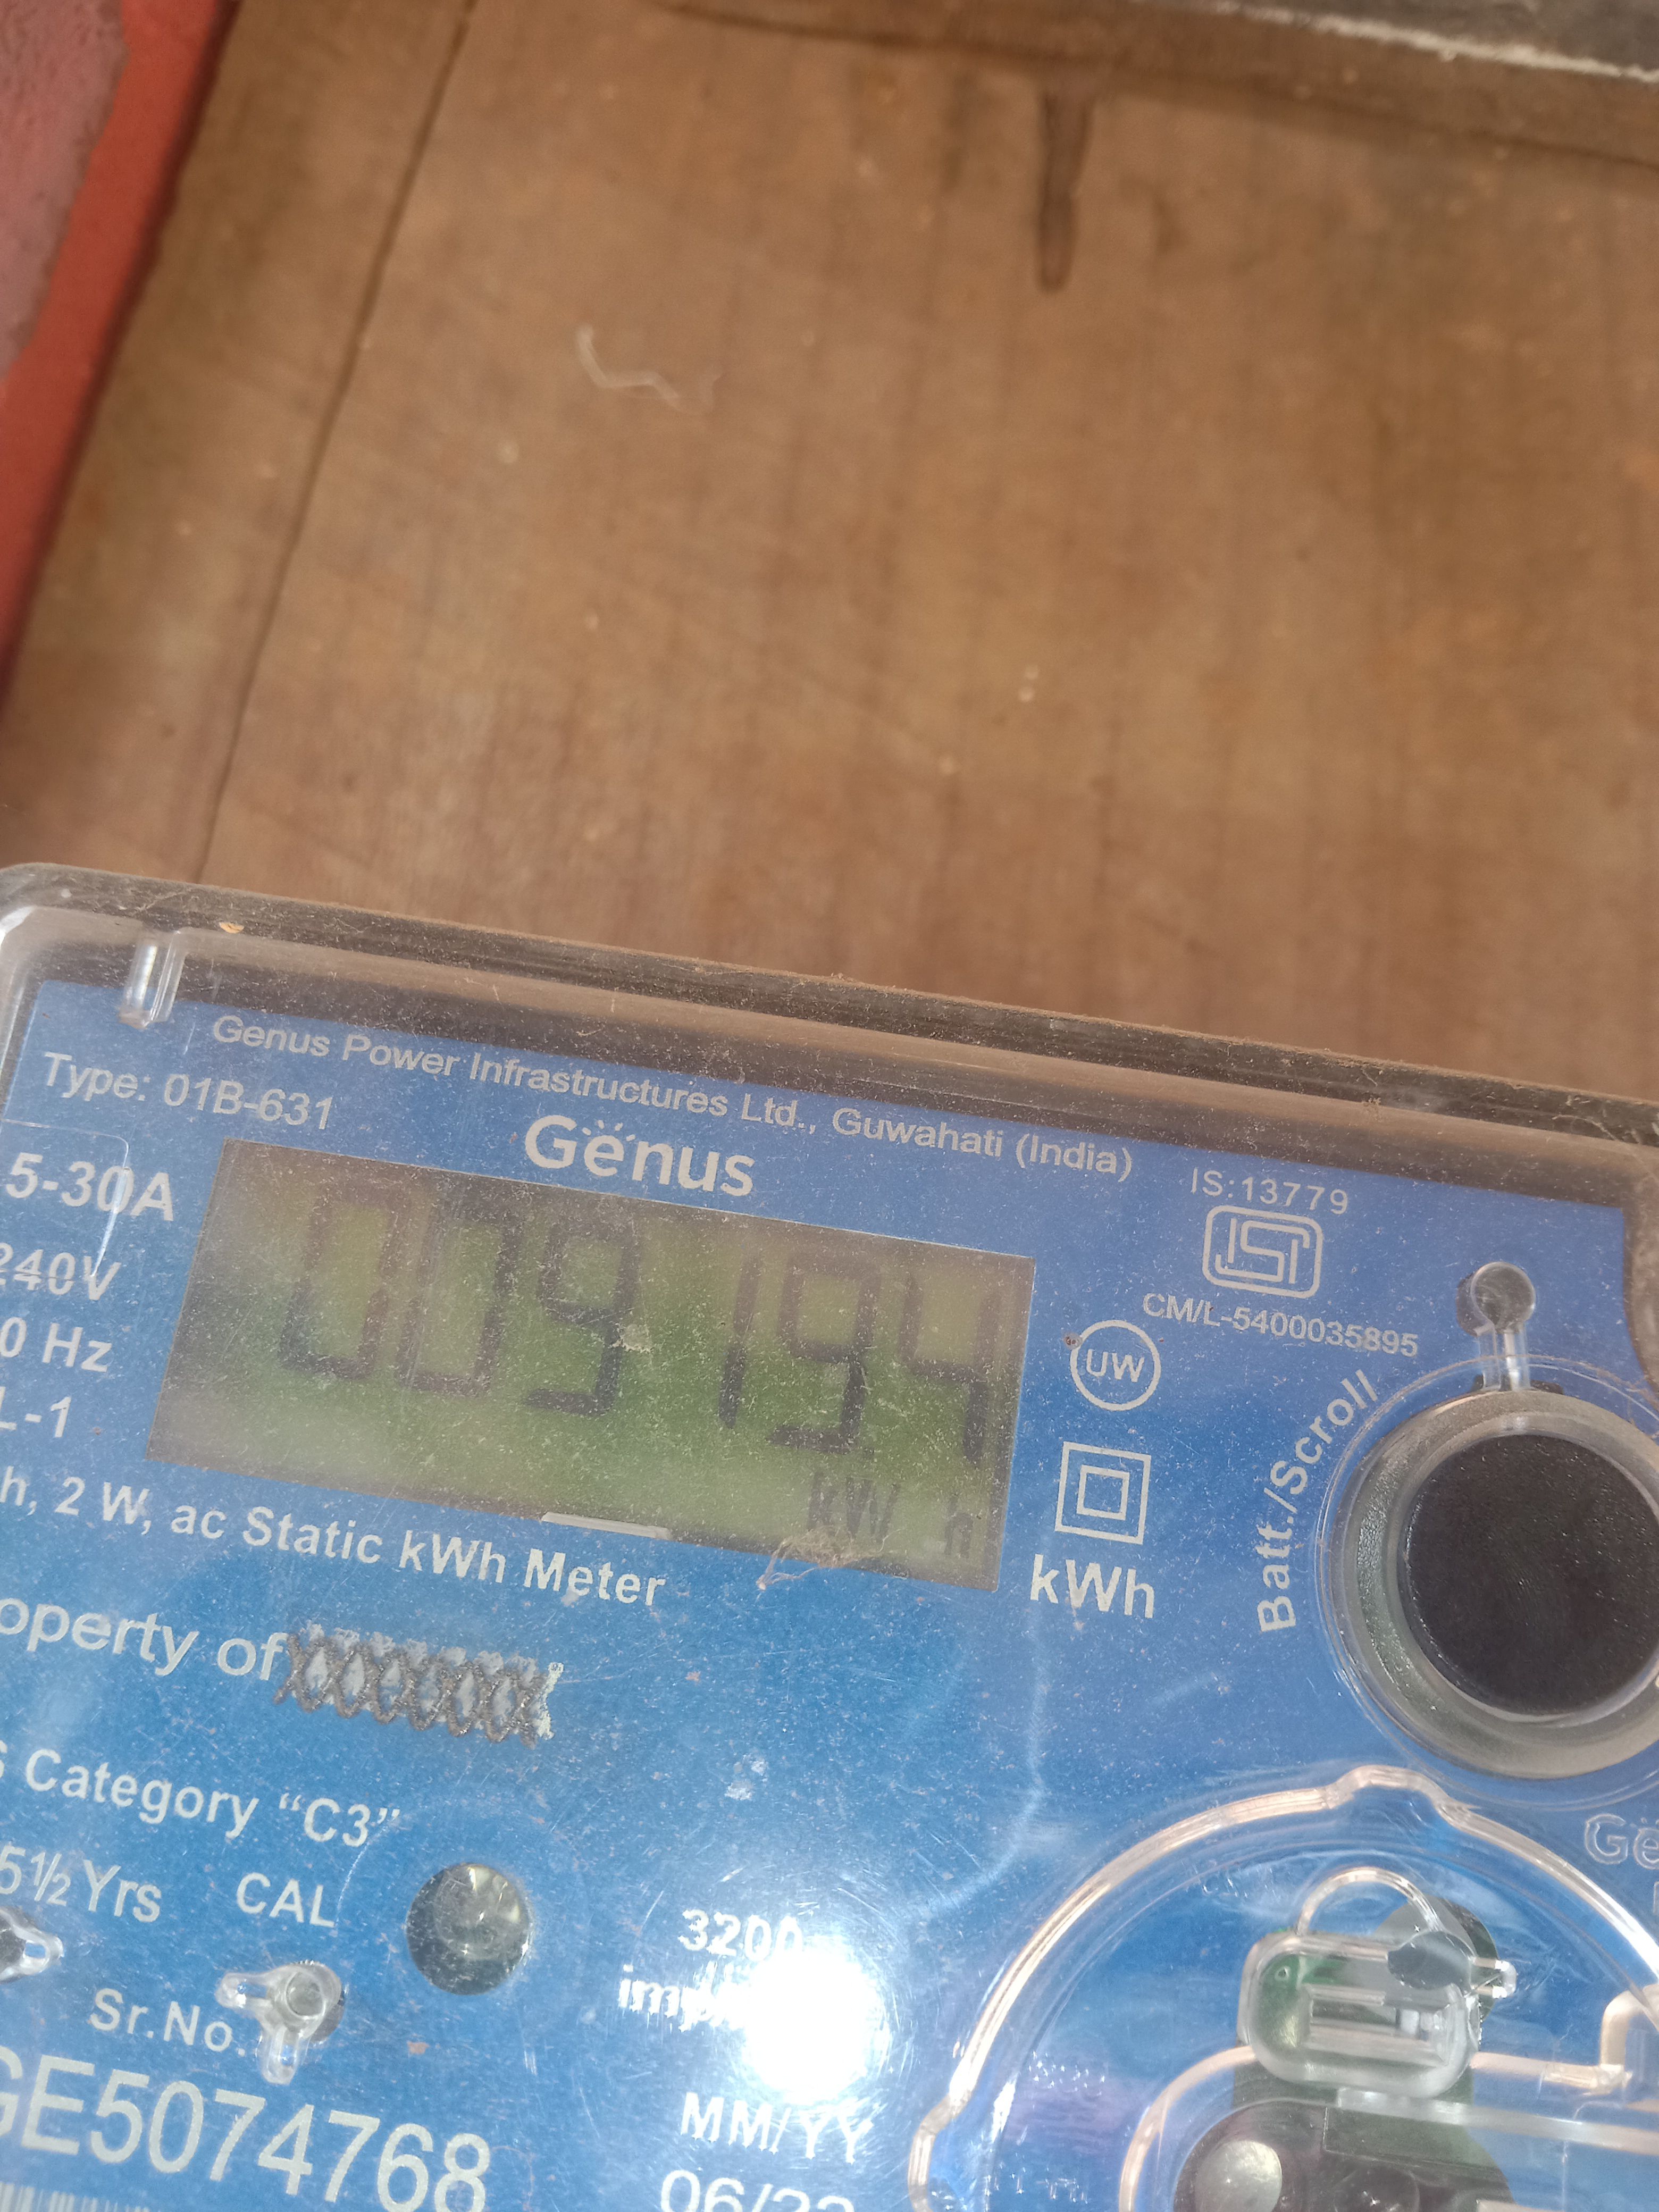 Genus Power Infrastructures Ltd., Guwahati (India)
Type: 01B-631
Genus
IS:13779
5-30A
240V
0 Hz
L-1
009194
kW h
CM/L-5400035895
UW
kWh
Batt./Scroll
h, 2 W, ac Static kWh Meter
operty of
S Category “C3”
5½ Yrs
CAL
3200
Sr.No.
GE5074768
MM/YY
Ge